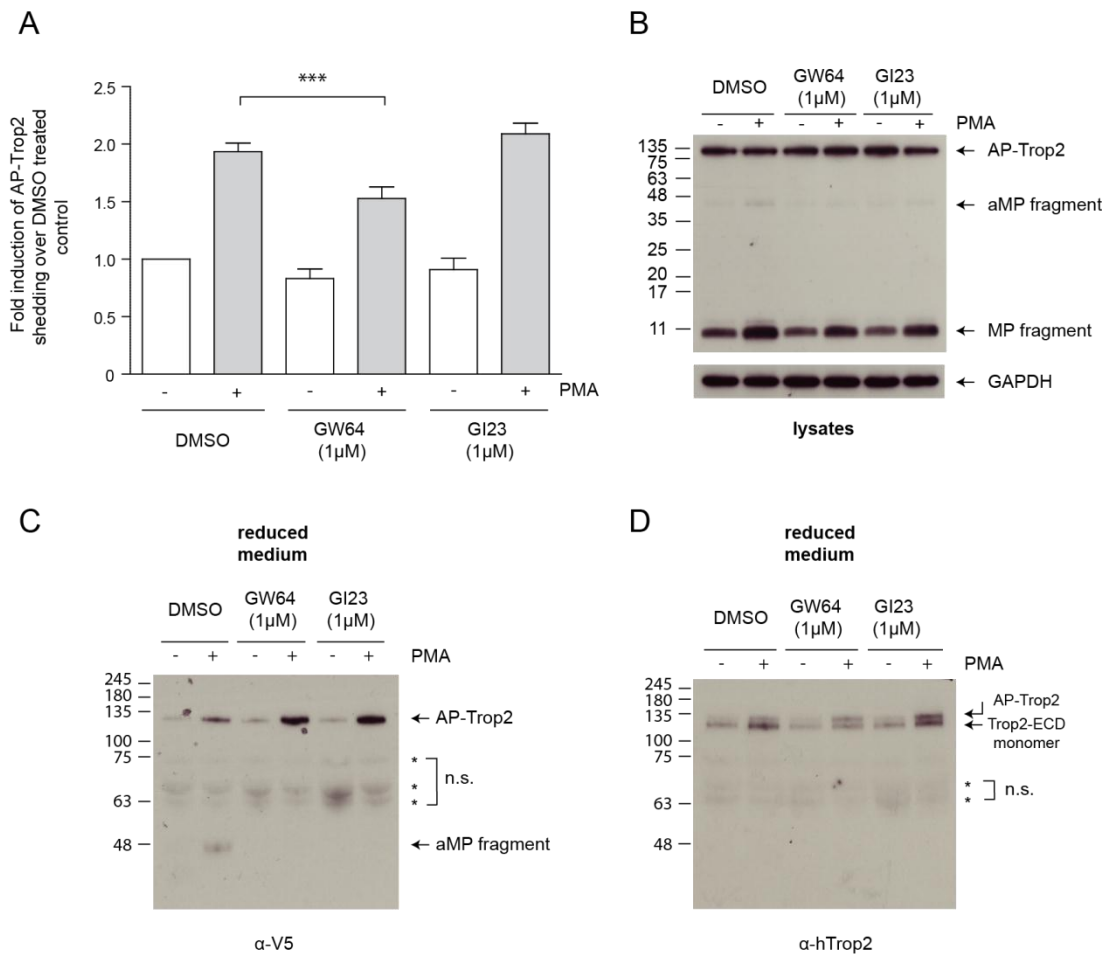 A
Fold induction of AP-Trop2
shedding over DMSO treated
control
2.5
2.0
1.5
1.0
0.5
0
***
- + - + - + PMA
DMSO
GW64
(1µM)
GI23
(1µM)
B
DMSO
GW64
(1µM)
GI23
(1µM)
- + - + - + PMA
135
75
63
48
35
25
20
17
11
AP-Trop2
aMP fragment
MP fragment
GAPDH
lysates
C
reduced
medium
DMSO
GW64
(1µM)
GI23
(1µM)
- + - + - + PMA
245
180
135
100
75
63
48
AP-Trop2
*
*
*
n.s.
aMP fragment
α-V5
D
reduced
medium
DMSO
GW64
(1µM)
GI23
(1µM)
- + - + - + PMA
245
180
135
100
75
63
48
AP-Trop2
Trop2-ECD
monomer
*
*
n.s.
α-hTrop2